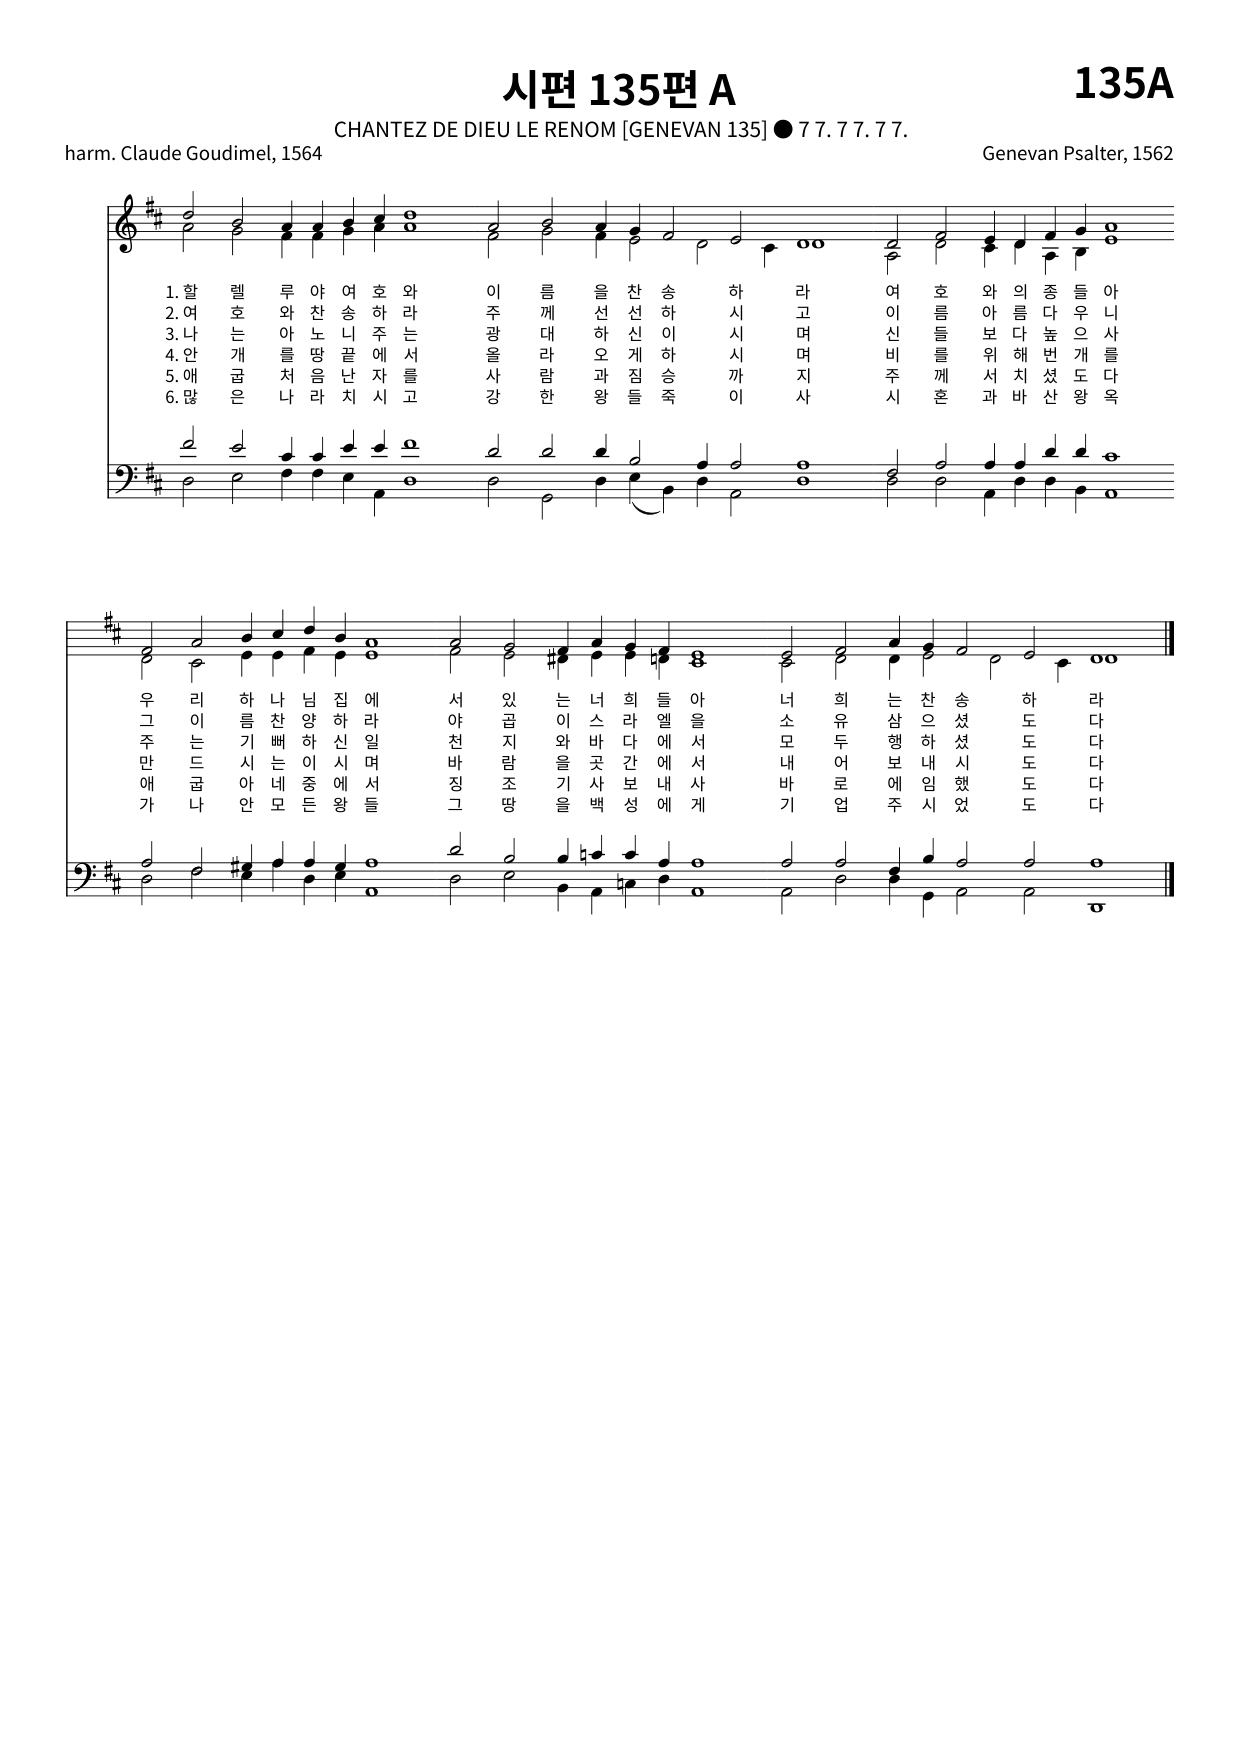 135A
시편 135편 A
CHANTEZ DE DIEU LE RENOM [GENEVAN 135] ● 7 7. 7 7. 7 7.
harm. Claude Goudimel, 1564
Genevan Psalter, 1562
1. 할 렐 루 야 여 호 와 이 름 을 찬 송 하 라 여 호 와 의 종 들 아
2. 여 호 와 찬 송 하 라 주 께 선 선 하 시 고 이 름 아 름 다 우 니
3. 나 는 아 노 니 주 는 광 대 하 신 이 시 며 신 들 보 다 높 으 사
4. 안 개 를 땅 끝 에 서 올 라 오 게 하 시 며 비 를 위 해 번 개 를
5. 애 굽 처 음 난 자 를 사 람 과 짐 승 까 지 주 께 서 치 셨 도 다
6. 많 은 나 라 치 시 고 강 한 왕 들 죽 이 사 시 혼 과 바 산 왕 옥
우 리 하 나 님 집 에 서 있 는 너 희 들 아 너 희 는 찬 송 하 라
그 이 름 찬 양 하 라 야 곱 이 스 라 엘 을 소 유 삼 으 셨 도 다
주 는 기 뻐 하 신 일 천 지 와 바 다 에 서 모 두 행 하 셨 도 다
만 드 시 는 이 시 며 바 람 을 곳 간 에 서 내 어 보 내 시 도 다
애 굽 아 네 중 에 서 징 조 기 사 보 내 사 바 로 에 임 했 도 다
가 나 안 모 든 왕 들 그 땅 을 백 성 에 게 기 업 주 시 었 도 다